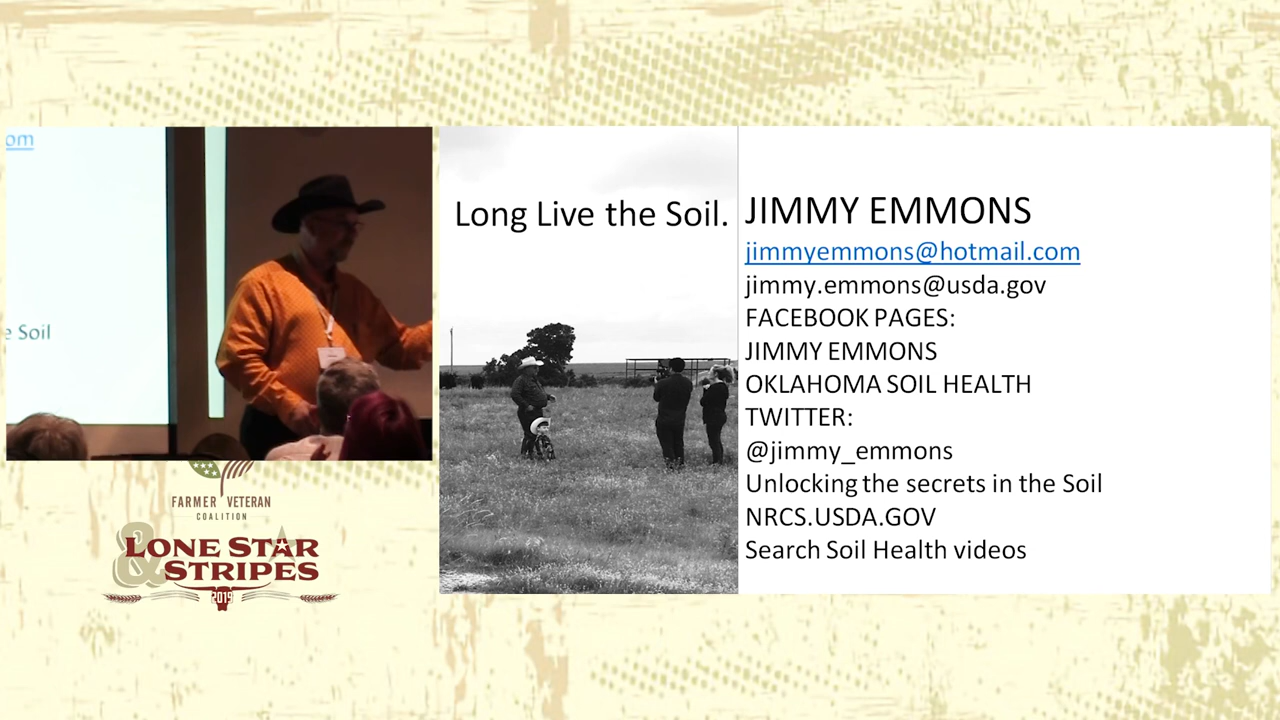 om
e Soil
FARMER VETERAN
COALITION
& LONE STAR
STRIPES
2019
Long Live the Soil.
JIMMY EMMONS
jimmyemmons@hotmail.com
jimmy.emmons@usda.gov
FACEBOOK PAGES:
JIMMY EMMONS
OKLAHOMA SOIL HEALTH
TWITTER:
@jimmy_emmons
Unlocking the secrets in the Soil
NRCS.USDA.GOV
Search Soil Health videos